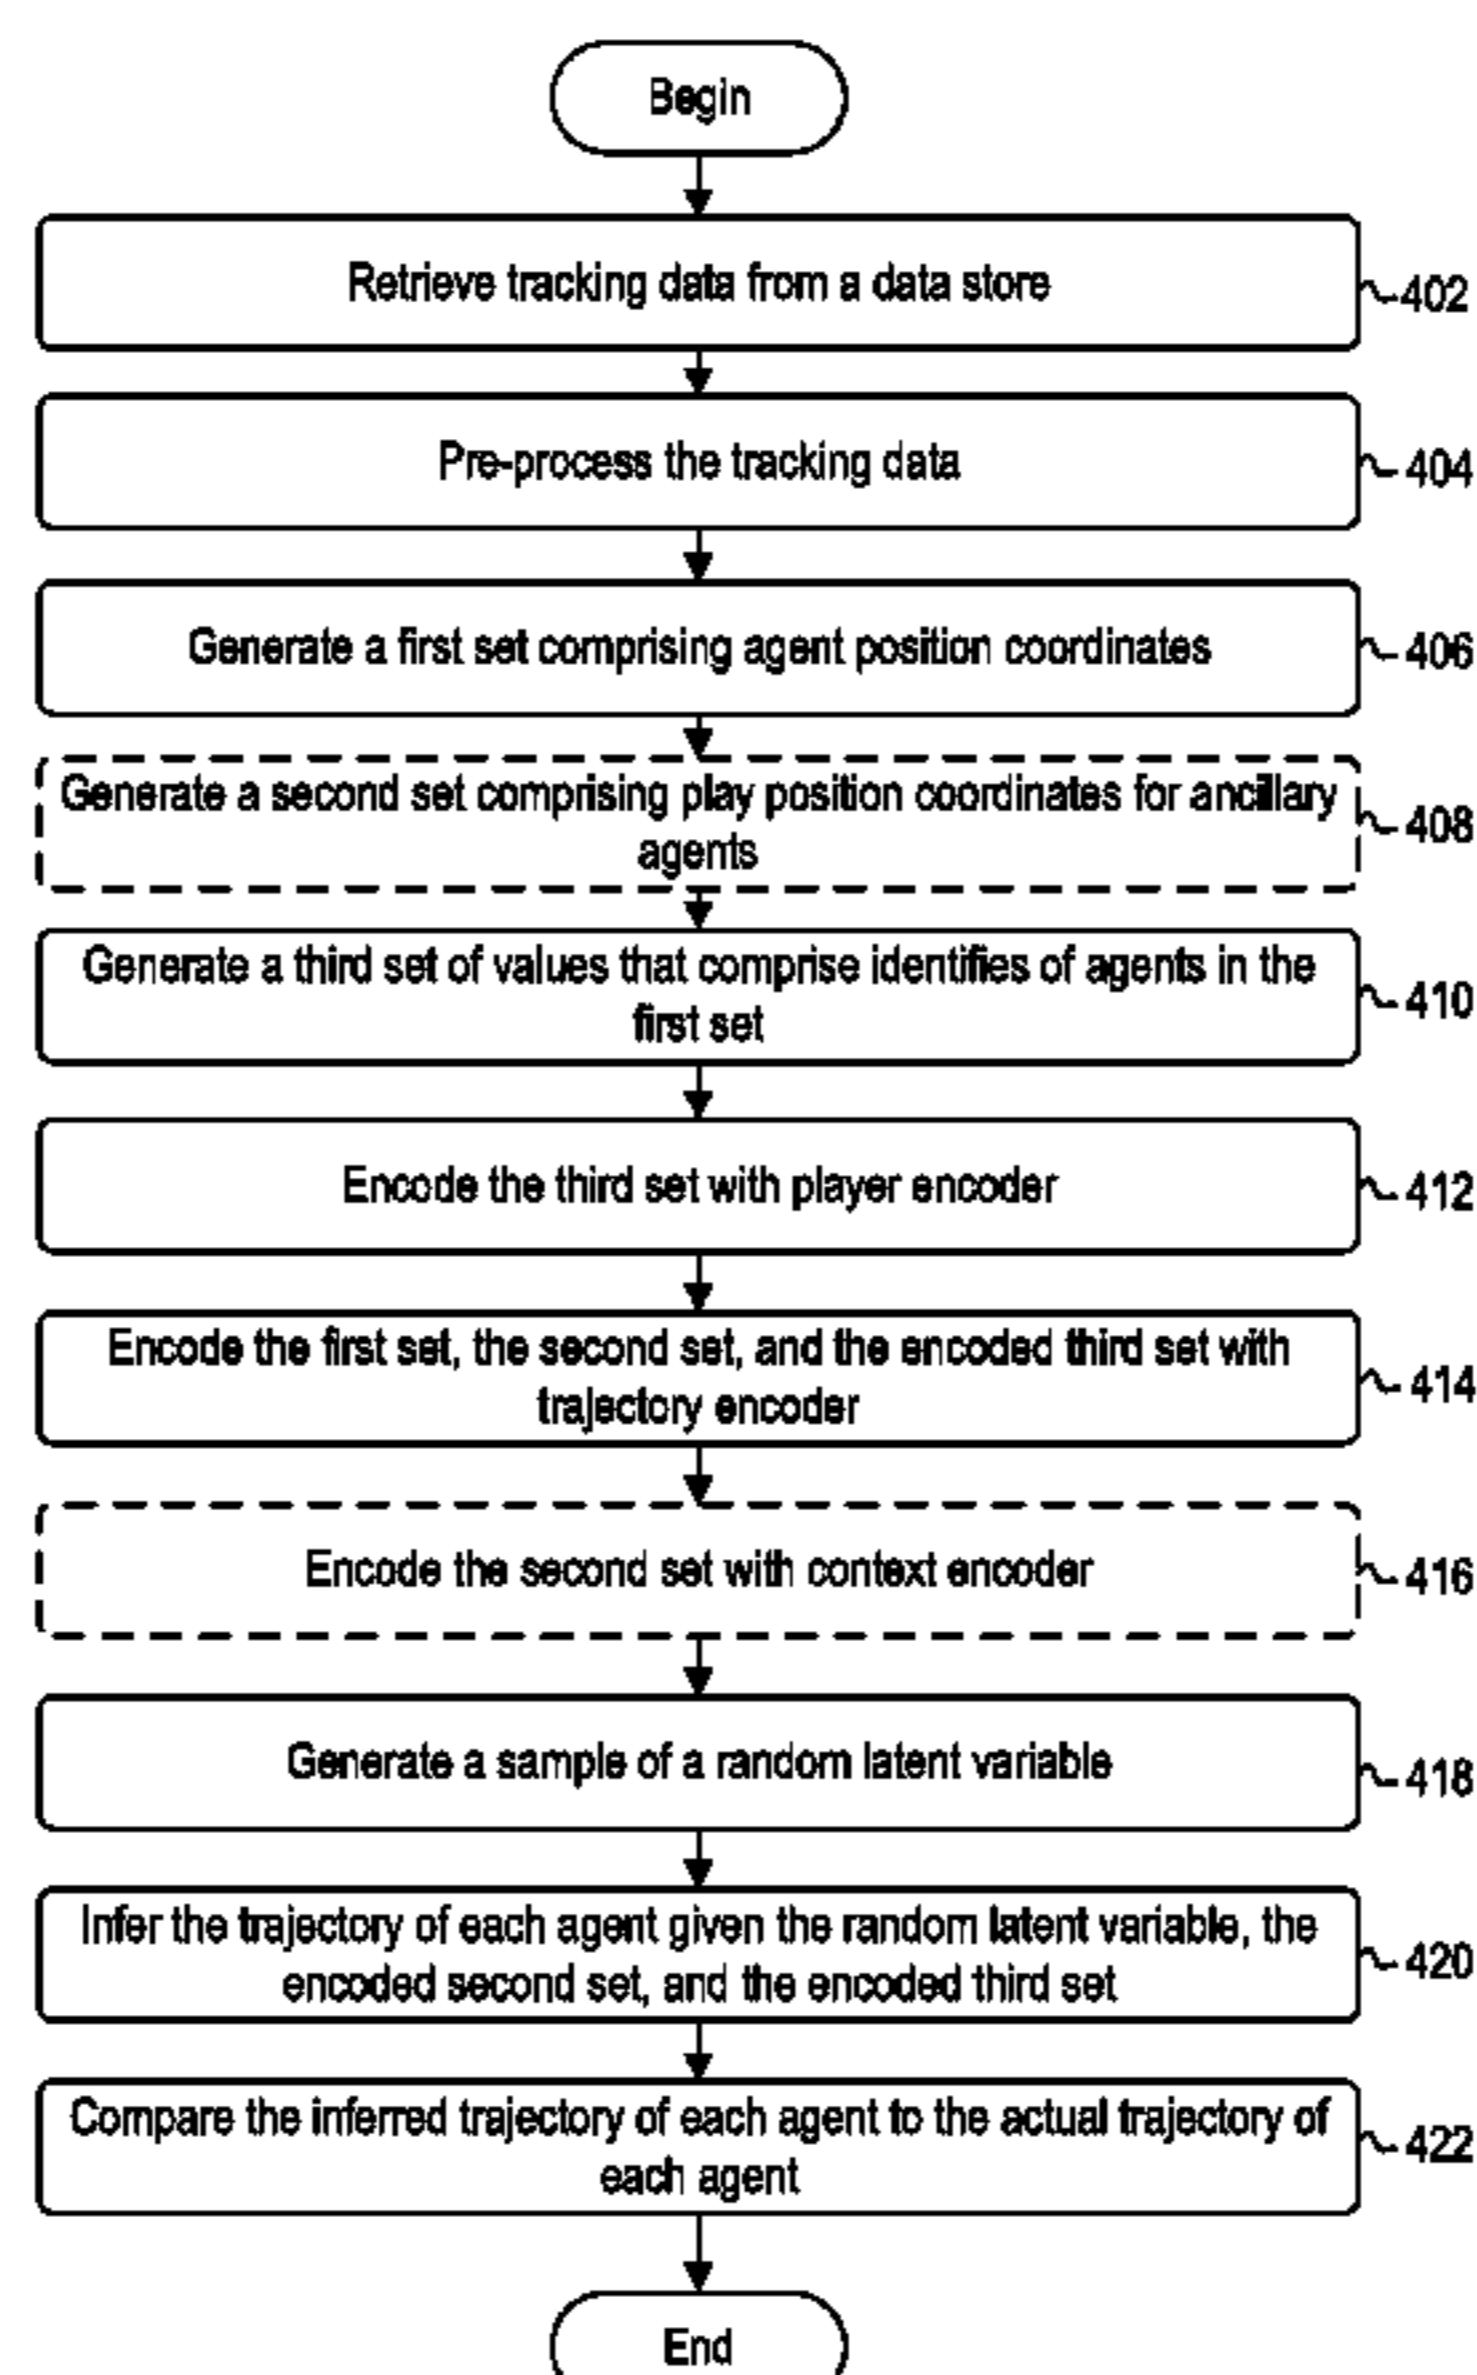 Begin
Retrieve tracking data from a data store
402
Pre-process the tracking data
404
Generate a first set comprising agent position coordinates
406
Generate a second set comprising play position coordinates for ancillary
agents
408
Generate a third set of values that comprise identifies of agents in the
first set
410
Encode the third set with player encoder
412
Encode the first set, the second set, and the encoded third set with
trajectory encoder
414
Encode the second set with context encoder
416
Generate a sample of a random latent variable
418
Infer the trajectory of each agent given the random latent variable, the
encoded second set, and the encoded third set
420
Compare the inferred trajectory of each agent to the actual trajectory of
each agent
422
End